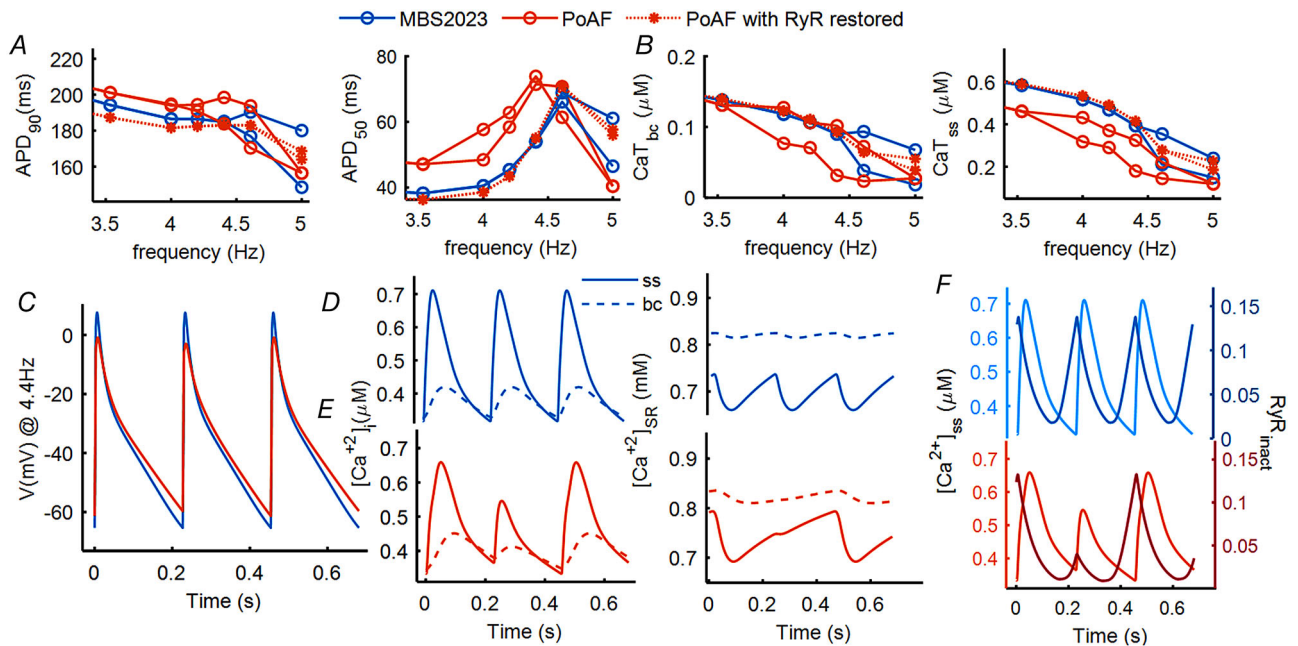 MBS2023 PoAF PoAF with RyR restored
A
APD90(ms)
220
200
180
160
3.5 4 4.5 5
frequency (Hz)
APD50 (ms)
80
60
40
3.5 4 4.5 5
frequency (Hz)
B
CaTbc (μM)
0.2
0.1
0
3.5 4 4.5 5
frequency (Hz)
CaTss (μM)
0.6
0.4
0.2
3.5 4 4.5 5
frequency (Hz)
C
V(mV) @ 4.4Hz
0
-20
-40
-60
0 0.2 0.4 0.6
Time (s)
D
ss
bc
0.7
0.6
0.5
0.4
E
[Ca+2]i(μM)
0.7
0.6
0.5
0.4
0 0.2 0.4 0.6
Time (s)
[Ca+2]SR (mM)
0.9
0.8
0.7
0.9
0.8
0.7
0 0.2 0.4 0.6
Time (s)
F
[Ca2+]ss (μM)
0.7
0.6
0.5
0.4
0.15
0.1
0.05
0
RyRinact
0.7
0.6
0.5
0.4
0.15
0.1
0.05
0 0.2 0.4 0.6
Time (s)